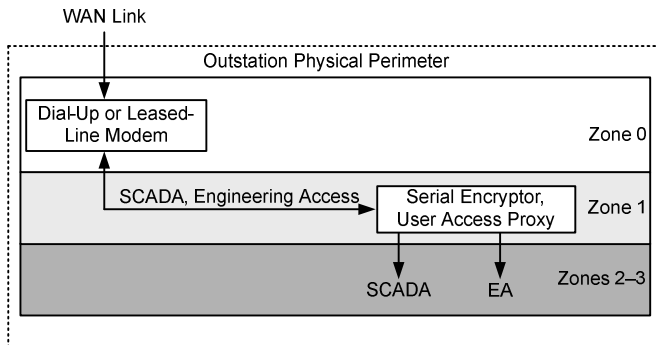 WAN Link
Outstation Physical Perimeter
Dial-Up or Leased-
Line Modem
Zone 0
SCADA, Engineering Access
Serial Encryptor,
User Access Proxy
Zone 1
SCADA
EA
Zones 2–3